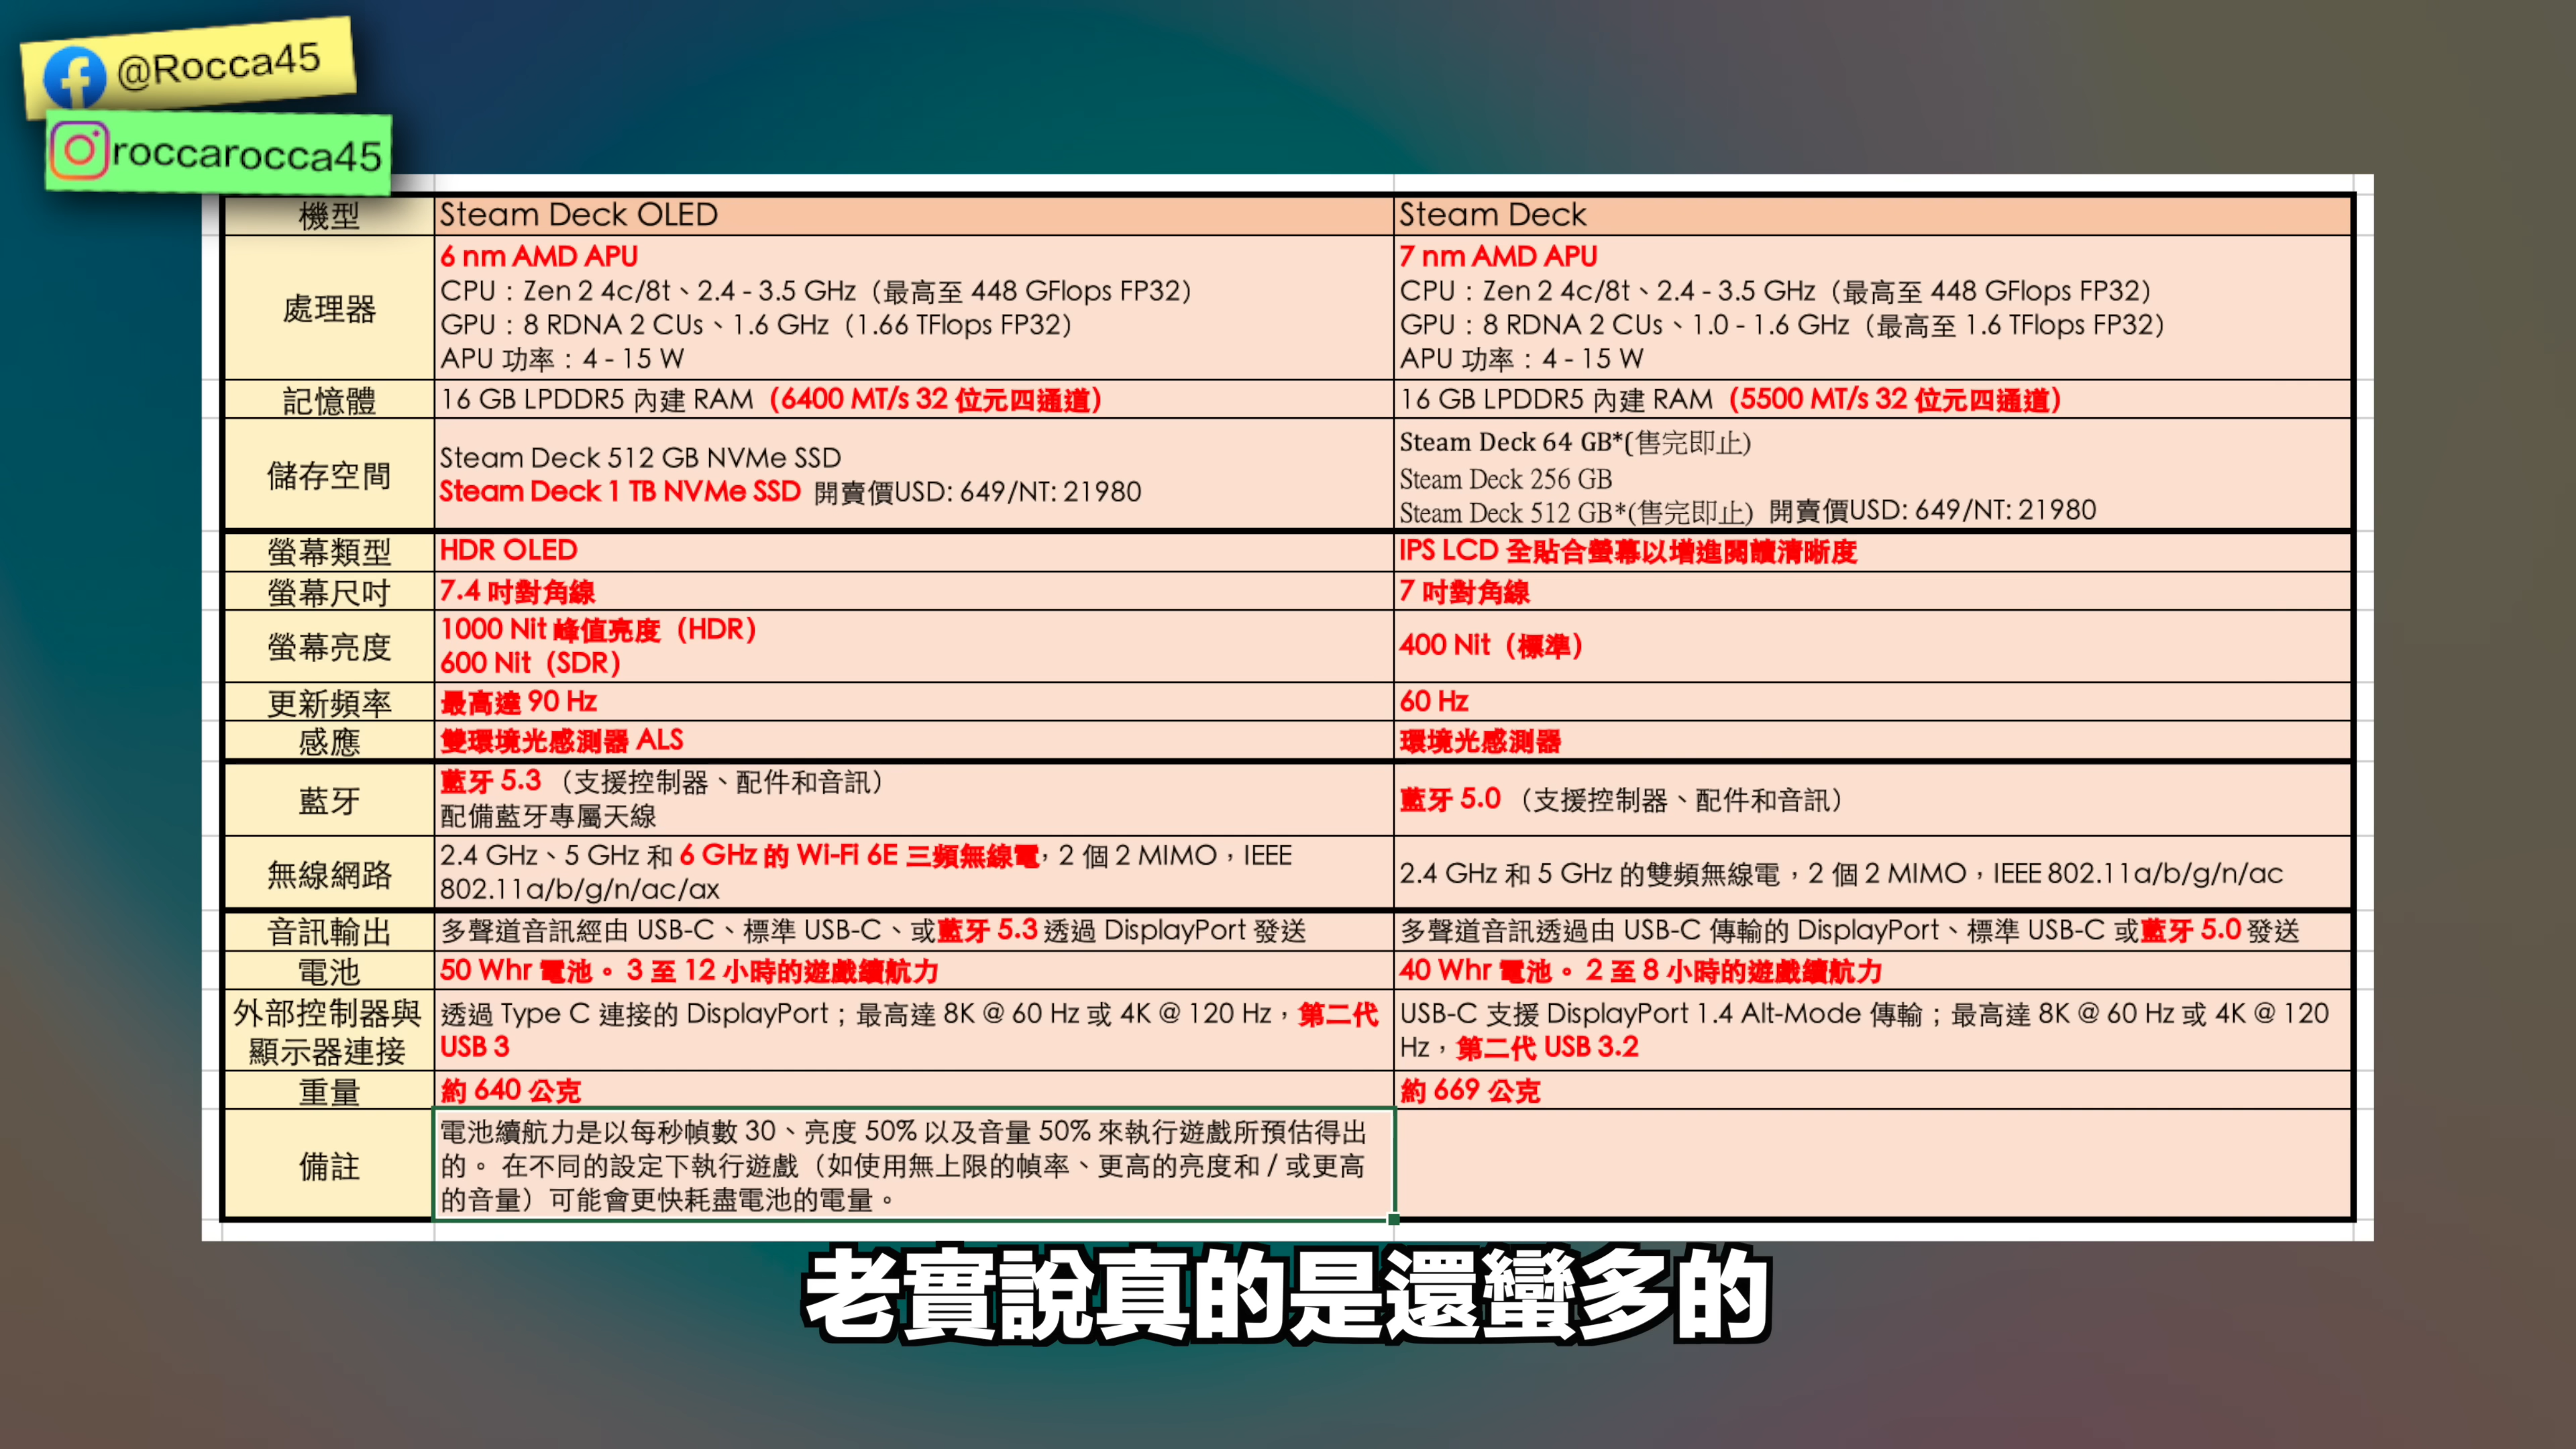 @Rocca45
roccarocca45
機型 Steam Deck OLED Steam Deck
處理器
6 nm AMD APU
CPU：Zen 2 4c/8t、2.4 - 3.5 GHz（最高至 448 GFlops FP32）
GPU：8 RDNA 2 CUs、1.6 GHz（1.66 TFlops FP32）
APU 功率：4 - 15 W
7 nm AMD APU
CPU：Zen 2 4c/8t、2.4 - 3.5 GHz（最高至 448 GFlops FP32）
GPU：8 RDNA 2 CUs、1.0 - 1.6 GHz（最高至 1.6 TFlops FP32）
APU 功率：4 - 15 W
記憶體
16 GB LPDDR5 內建 RAM（6400 MT/s 32 位元四通道）
16 GB LPDDR5 內建 RAM（5500 MT/s 32 位元四通道）
儲存空間
Steam Deck 512 GB NVMe SSD
Steam Deck 1 TB NVMe SSD 開賣價USD: 649/NT: 21980
Steam Deck 64 GB*(售完即止)
Steam Deck 256 GB
Steam Deck 512 GB*(售完即止) 開賣價USD: 649/NT: 21980
螢幕類型
HDR OLED
IPS LCD 全貼合螢幕以增進閱讀清晰度
螢幕尺吋
7.4 吋對角線
7 吋對角線
螢幕亮度
1000 Nit 峰值亮度（HDR）
600 Nit（SDR）
400 Nit（標準）
更新頻率
最高達 90 Hz
60 Hz
感應
雙環境光感測器 ALS
環境光感測器
藍牙
藍牙 5.3 （支援控制器、配件和音訊）
配備藍牙專屬天線
藍牙 5.0 （支援控制器、配件和音訊）
無線網路
2.4 GHz、5 GHz 和 6 GHz 的 Wi-Fi 6E 三頻無線電，2 個 2 MIMO，IEEE
802.11a/b/g/n/ac/ax
2.4 GHz 和 5 GHz 的雙頻無線電，2 個 2 MIMO，IEEE 802.11a/b/g/n/ac
音訊輸出
多聲道音訊經由 USB-C、標準 USB-C、或藍牙 5.3 透過 DisplayPort 發送
多聲道音訊透過由 USB-C 傳輸的 DisplayPort、標準 USB-C 或藍牙 5.0 發送
電池
50 Whr 電池。 3 至 12 小時的遊戲續航力
40 Whr 電池。 2 至 8 小時的遊戲續航力
外部控制器與
顯示器連接
透過 Type C 連接的 DisplayPort；最高達 8K @ 60 Hz 或 4K @ 120 Hz，第二代
USB 3
USB-C 支援 DisplayPort 1.4 Alt-Mode 傳輸；最高達 8K @ 60 Hz 或 4K @ 120
Hz，第二代 USB 3.2
重量
約 640 公克
約 669 公克
備註
電池續航力是以每秒幀數 30、亮度 50% 以及音量 50% 來執行遊戲所預估得出
的。 在不同的設定下執行遊戲（如使用無上限的幀率、更高的亮度和 / 或更高
的音量）可能會更快耗盡電池的電量。
老實說真的是還蠻多的